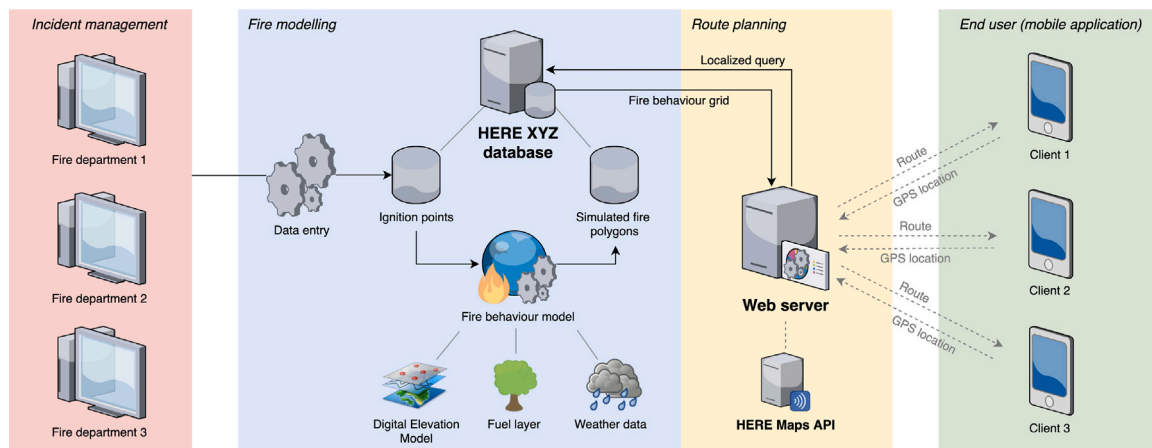 Incident management
Fire department 1
Fire department 2
Fire department 3
Fire modelling
Data entry
HERE XYZ
database
Ignition points
Simulated fire
polygons
Fire behaviour model
Digital Elevation
Model
Fuel layer
Weather data
Route planning
Localized query
Fire behaviour grid
Web server
HERE Maps API
Route
GPS location
Route
GPS location
Route
GPS location
End user (mobile application)
Client 1
Client 2
Client 3